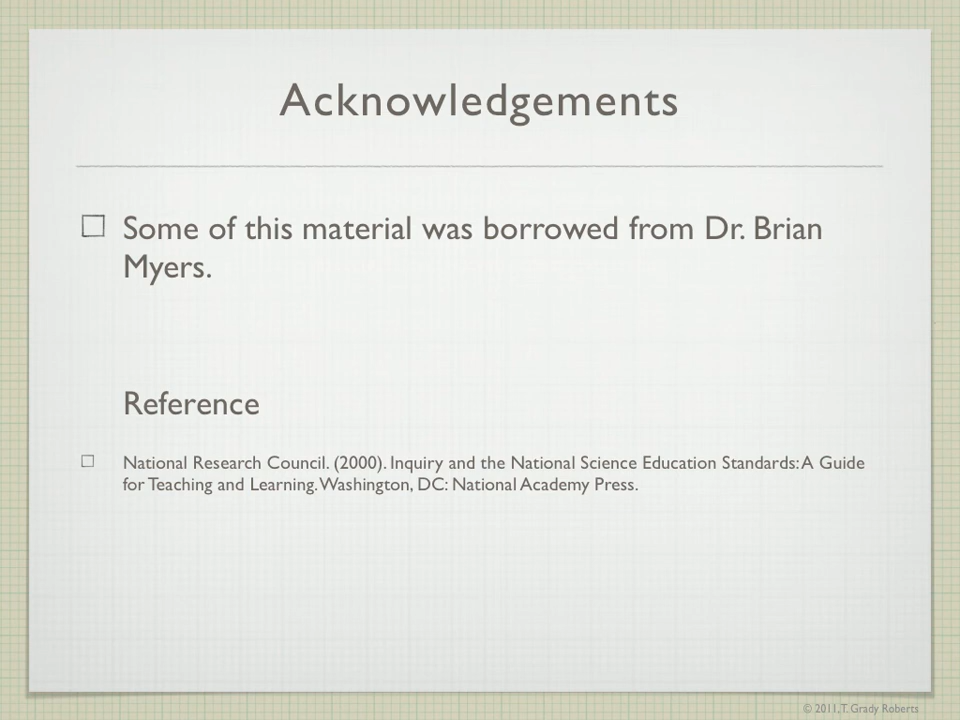 Acknowledgements
Some of this material was borrowed from Dr. Brian
Myers.
Reference
National Research Council. (2000). Inquiry and the National Science Education Standards: A Guide
for Teaching and Learning. Washington, DC: National Academy Press.
© 2011, T. Grady Roberts